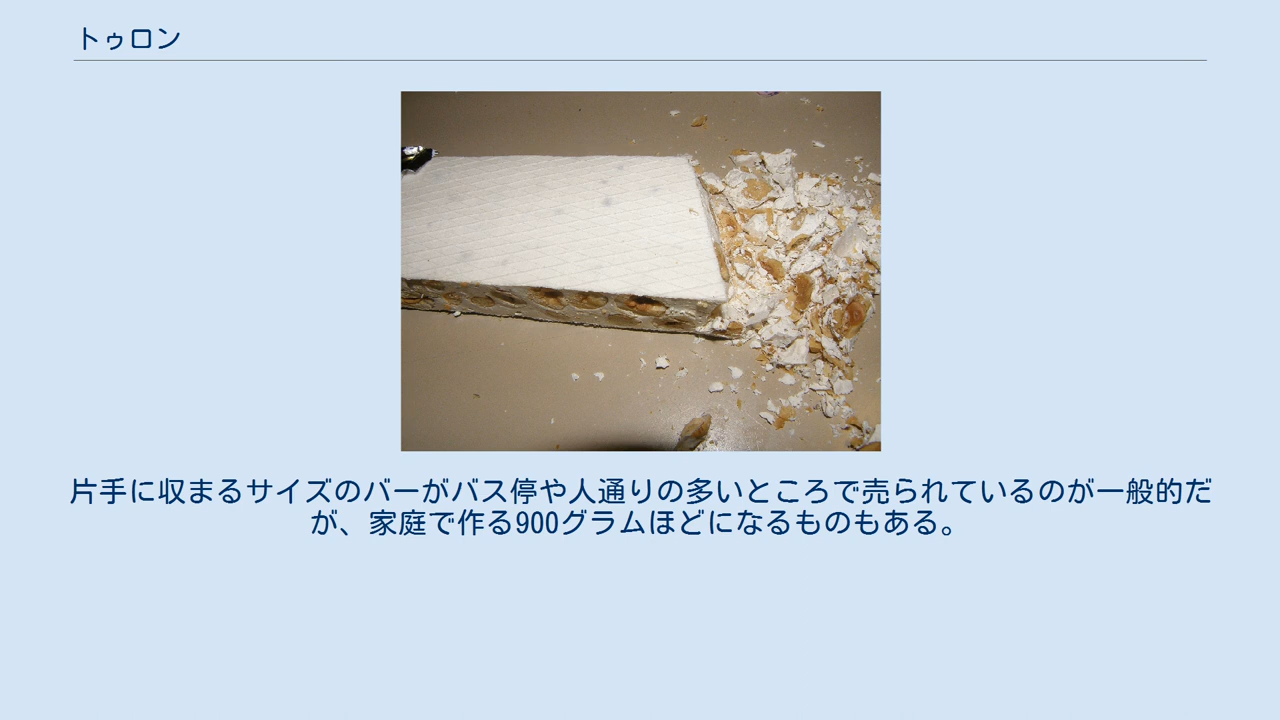 トゥロン
片手に収まるサイズのバーがバス停や人通りの多いところで売られているのが一般的だ
が、家庭で作る900グラムほどになるものもある。